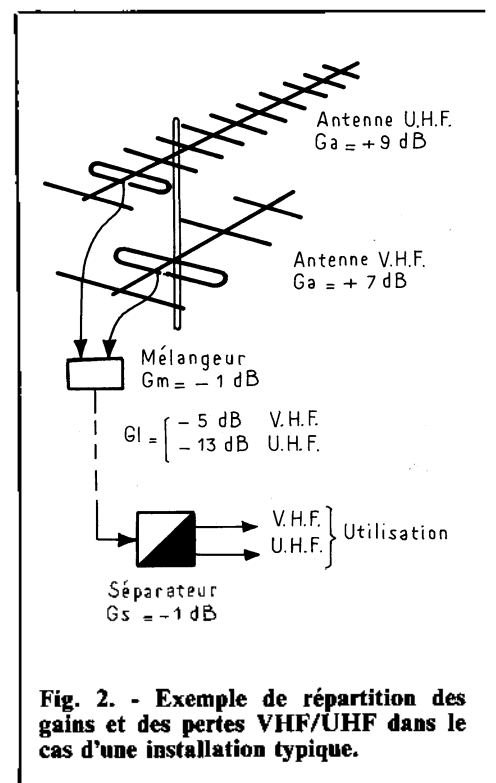 Antenne U.H.F.
Ga = + 9 dB
Antenne V.H.F.
Ga = + 7 dB
Mélangeur
Gm = - 1 dB
Gl = - 5 dB V.H.F.
- 13 dB U.H.F.
V.H.F.
U.H.F.
Utilisation
Séparateur
Gs = -1 dB
Fig. 2. - Exemple de répartition des
gains et des pertes VHF/UHF dans le
cas d'une installation typique.